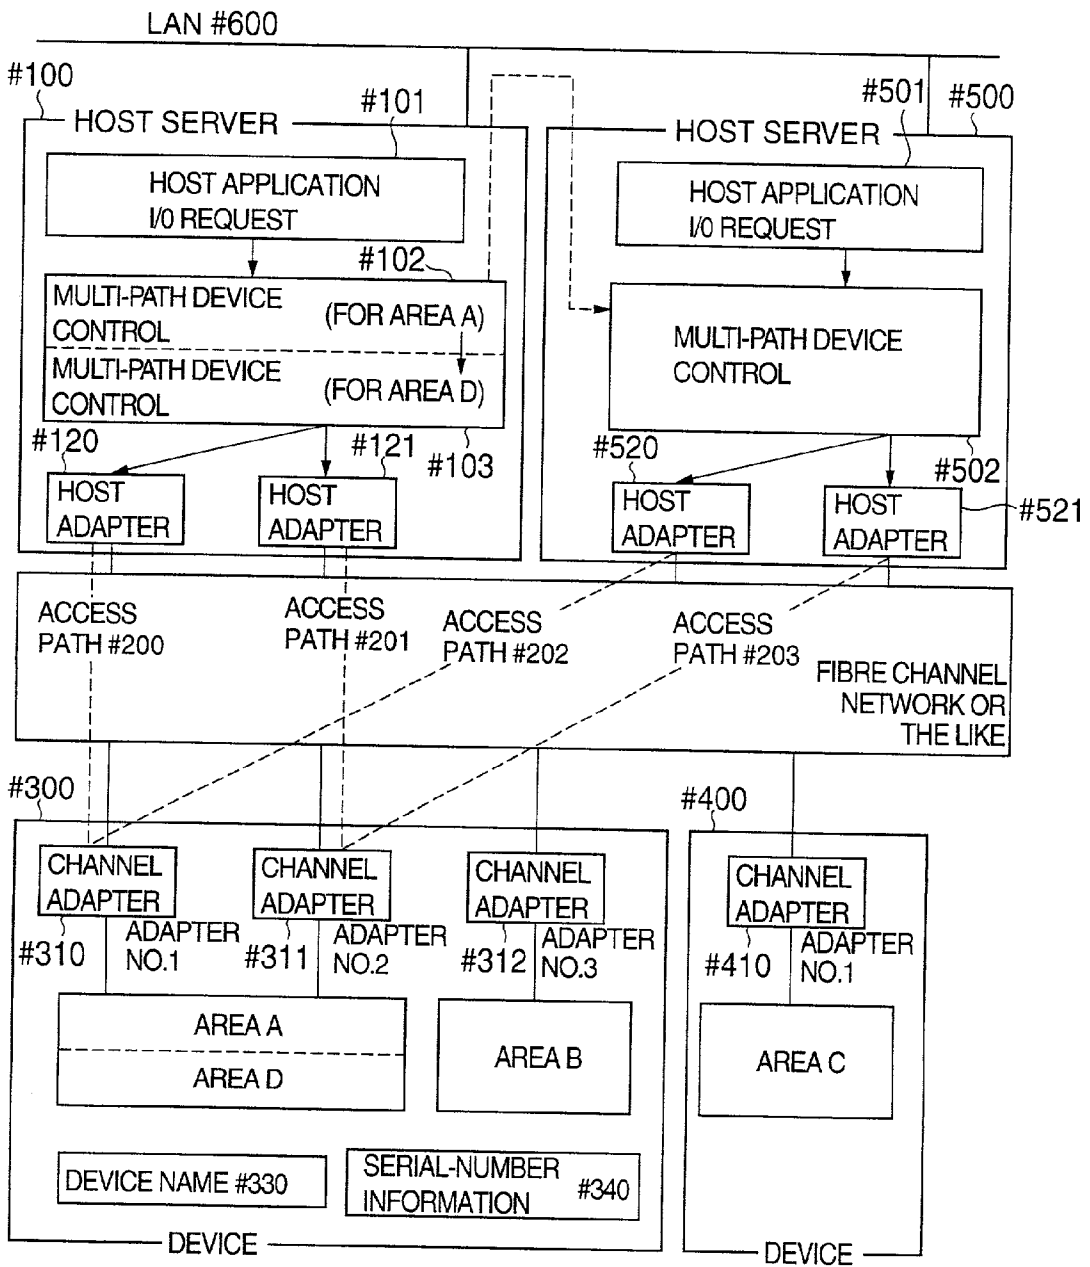 LAN #600
#100
#101
#501
#500
HOST SERVER
HOST SERVER
HOST APPLICATION
I/0 REQUEST
HOST APPLICATION
I/0 REQUEST
#102
MULTI-PATH DEVICE
CONTROL
(FOR AREA A)
MULTI-PATH DEVICE
CONTROL
(FOR AREA D)
MULTI-PATH DEVICE
CONTROL
#120
#121
#103
#520
#502
HOST
ADAPTER
HOST
ADAPTER
HOST
ADAPTER
HOST
ADAPTER
#521
ACCESS
PATH #200
ACCESS
PATH #201
ACCESS
PATH #202
ACCESS
PATH #203
FIBRE CHANNEL
NETWORK OR
THE LIKE
#300
#400
CHANNEL
ADAPTER
CHANNEL
ADAPTER
CHANNEL
ADAPTER
CHANNEL
ADAPTER
#310
ADAPTER
NO.1
#311
ADAPTER
NO.2
#312
ADAPTER
NO.3
#410
ADAPTER
NO.1
AREA A
AREA D
AREA B
AREA C
DEVICE NAME #330
SERIAL-NUMBER
INFORMATION
#340
DEVICE
DEVICE